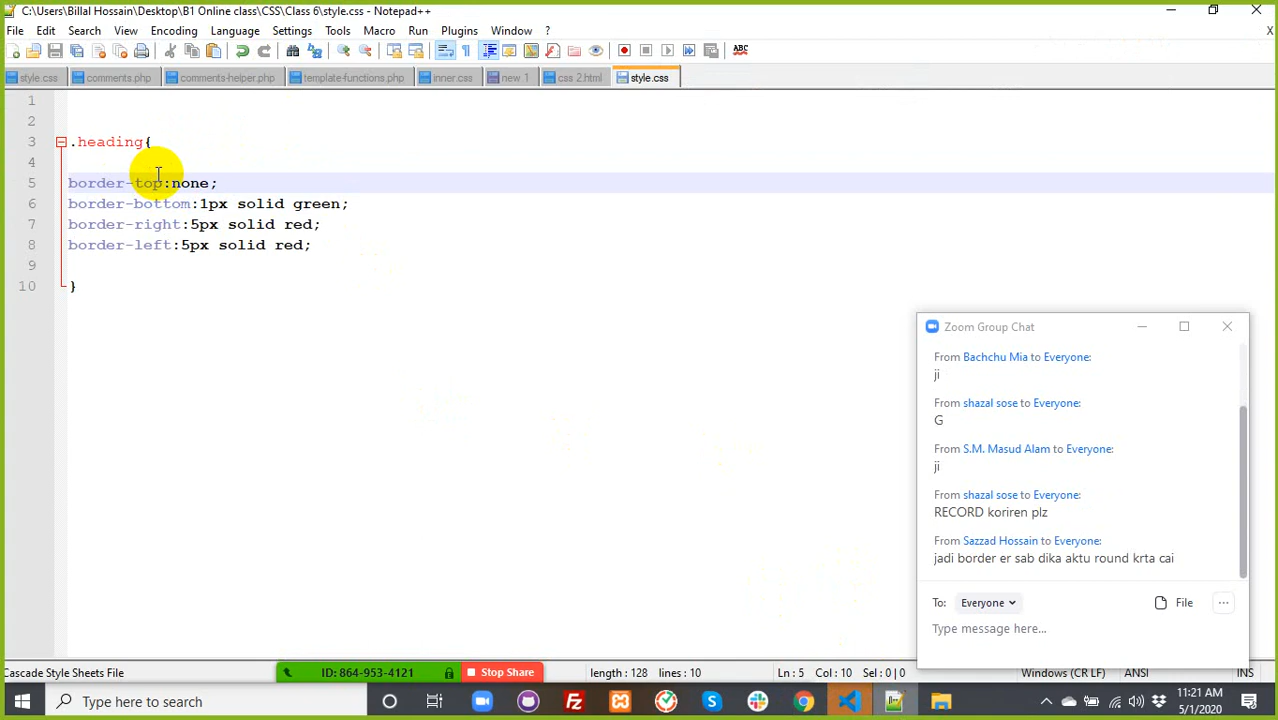 C:\Users\Billal Hossain\Desktop\B1 Online class\CSS\Class 6\style.css - Notepad++
File Edit Search View Encoding Language Settings Tools Macro Run Plugins Window ? X
ABC
style.css comments.php comments-helper.php template-functions.php inner.css new 1 css 2.html style.css
1
2
3 .heading{
4
5 border-top:none;
6 border-bottom:1px solid green;
7 border-right:5px solid red;
8 border-left:5px solid red;
9
10 }
Zoom Group Chat
From Bachchu Mia to Everyone:
ji
From shazal sose to Everyone:
G
From S.M. Masud Alam to Everyone:
ji
From shazal sose to Everyone:
RECORD koriren plz
From Sazzad Hossain to Everyone:
jadi border er sab dika aktu round krta cai
To: Everyone File ...
Type message here...
Cascade Style Sheets File ID: 864-953-4121 Stop Share length : 128 lines : 10 Ln : 5 Col : 10 Sel : 0 | 0 Windows (CR LF) ANSI INS
Type here to search 11:21 AM
5/1/2020